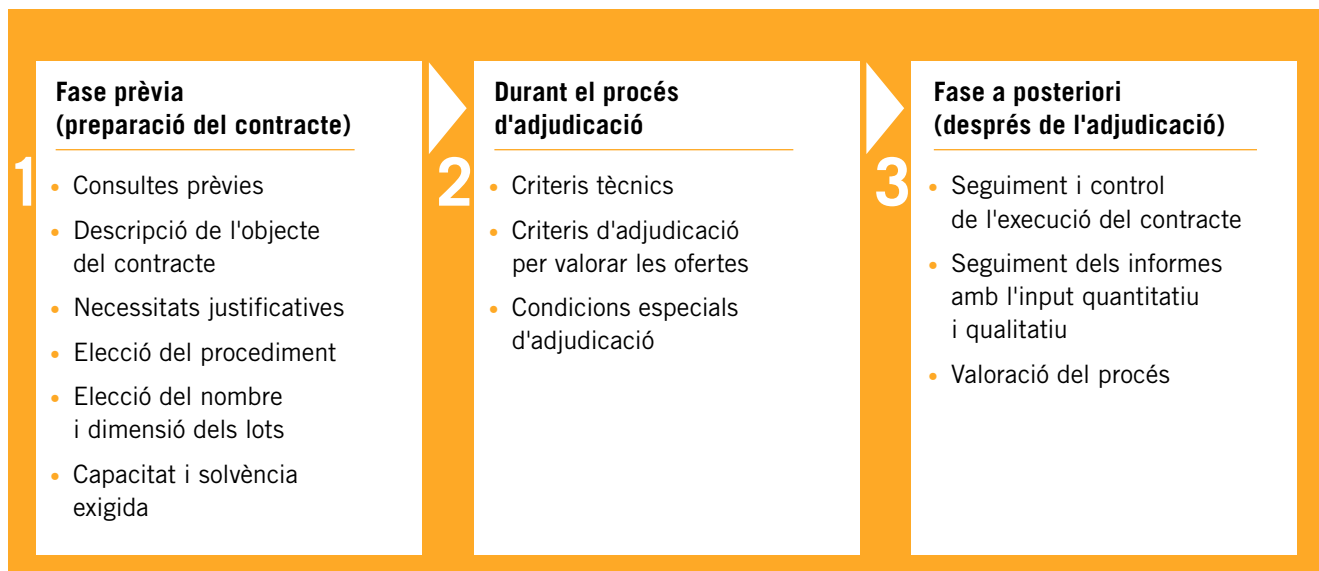 1
Fase prèvia
(preparació del contracte)
• Consultes prèvies
• Descripció de l'objecte
del contracte
• Necessitats justificatives
• Elecció del procediment
• Elecció del nombre
i dimensió dels lots
• Capacitat i solvència
exigida
2
Durant el procés
d'adjudicació
• Criteris tècnics
• Criteris d'adjudicació
per valorar les ofertes
• Condicions especials
d'adjudicació
3
Fase a posteriori
(després de l'adjudicació)
• Seguiment i control
de l'execució del contracte
• Seguiment dels informes
amb l'input quantitatiu
i qualitatiu
• Valoració del procés